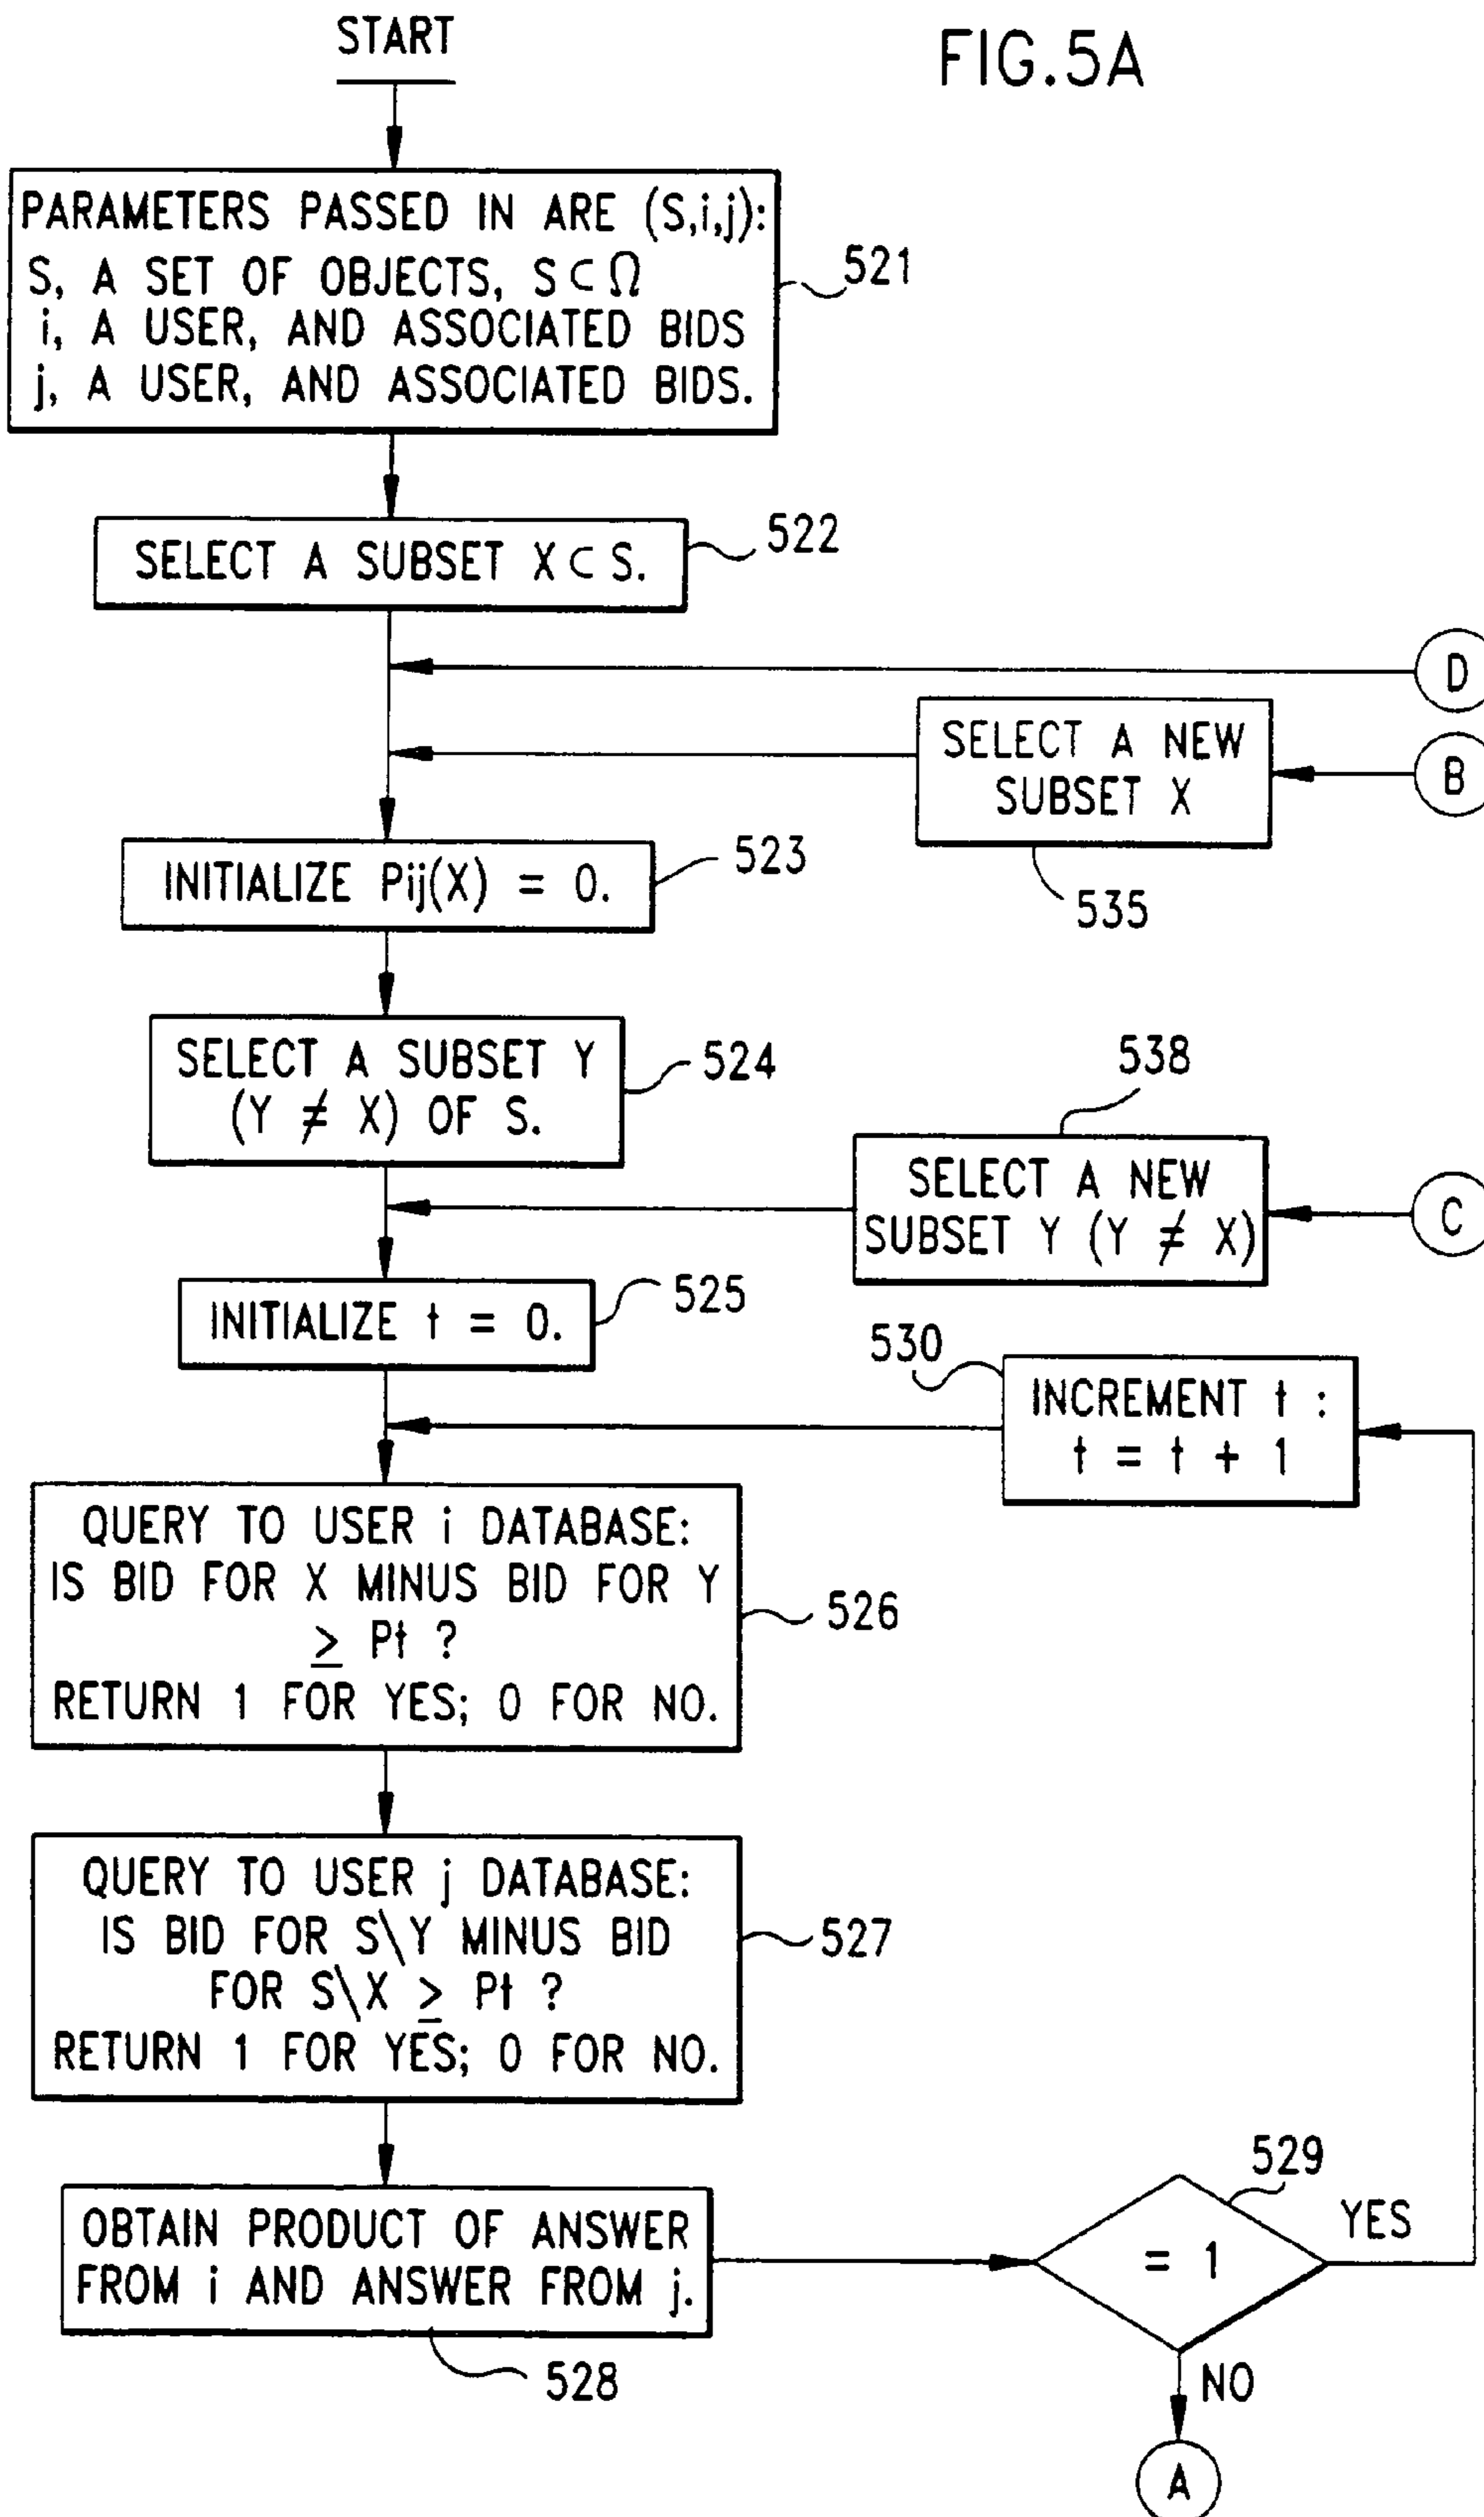 START
FIG.5A
PARAMETERS PASSED IN ARE (S,i,j):
S, A SET OF OBJECTS, S ⊂ Ω
i, A USER, AND ASSOCIATED BIDS
j, A USER, AND ASSOCIATED BIDS.
521
SELECT A SUBSET X ⊂ S.
522
D
SELECT A NEW
SUBSET X
B
535
INITIALIZE Pij(X) = 0.
523
SELECT A SUBSET Y
(Y ≠ X) OF S.
524
538
SELECT A NEW
SUBSET Y (Y ≠ X)
C
INITIALIZE t = 0.
525
530
INCREMENT t :
t = t + 1
QUERY TO USER i DATABASE:
IS BID FOR X MINUS BID FOR Y
≥ Pt ?
RETURN 1 FOR YES; 0 FOR NO.
526
QUERY TO USER j DATABASE:
IS BID FOR S\Y MINUS BID
FOR S\X ≥ Pt ?
RETURN 1 FOR YES; 0 FOR NO.
527
OBTAIN PRODUCT OF ANSWER
FROM i AND ANSWER FROM j.
528
529
= 1
YES
NO
A